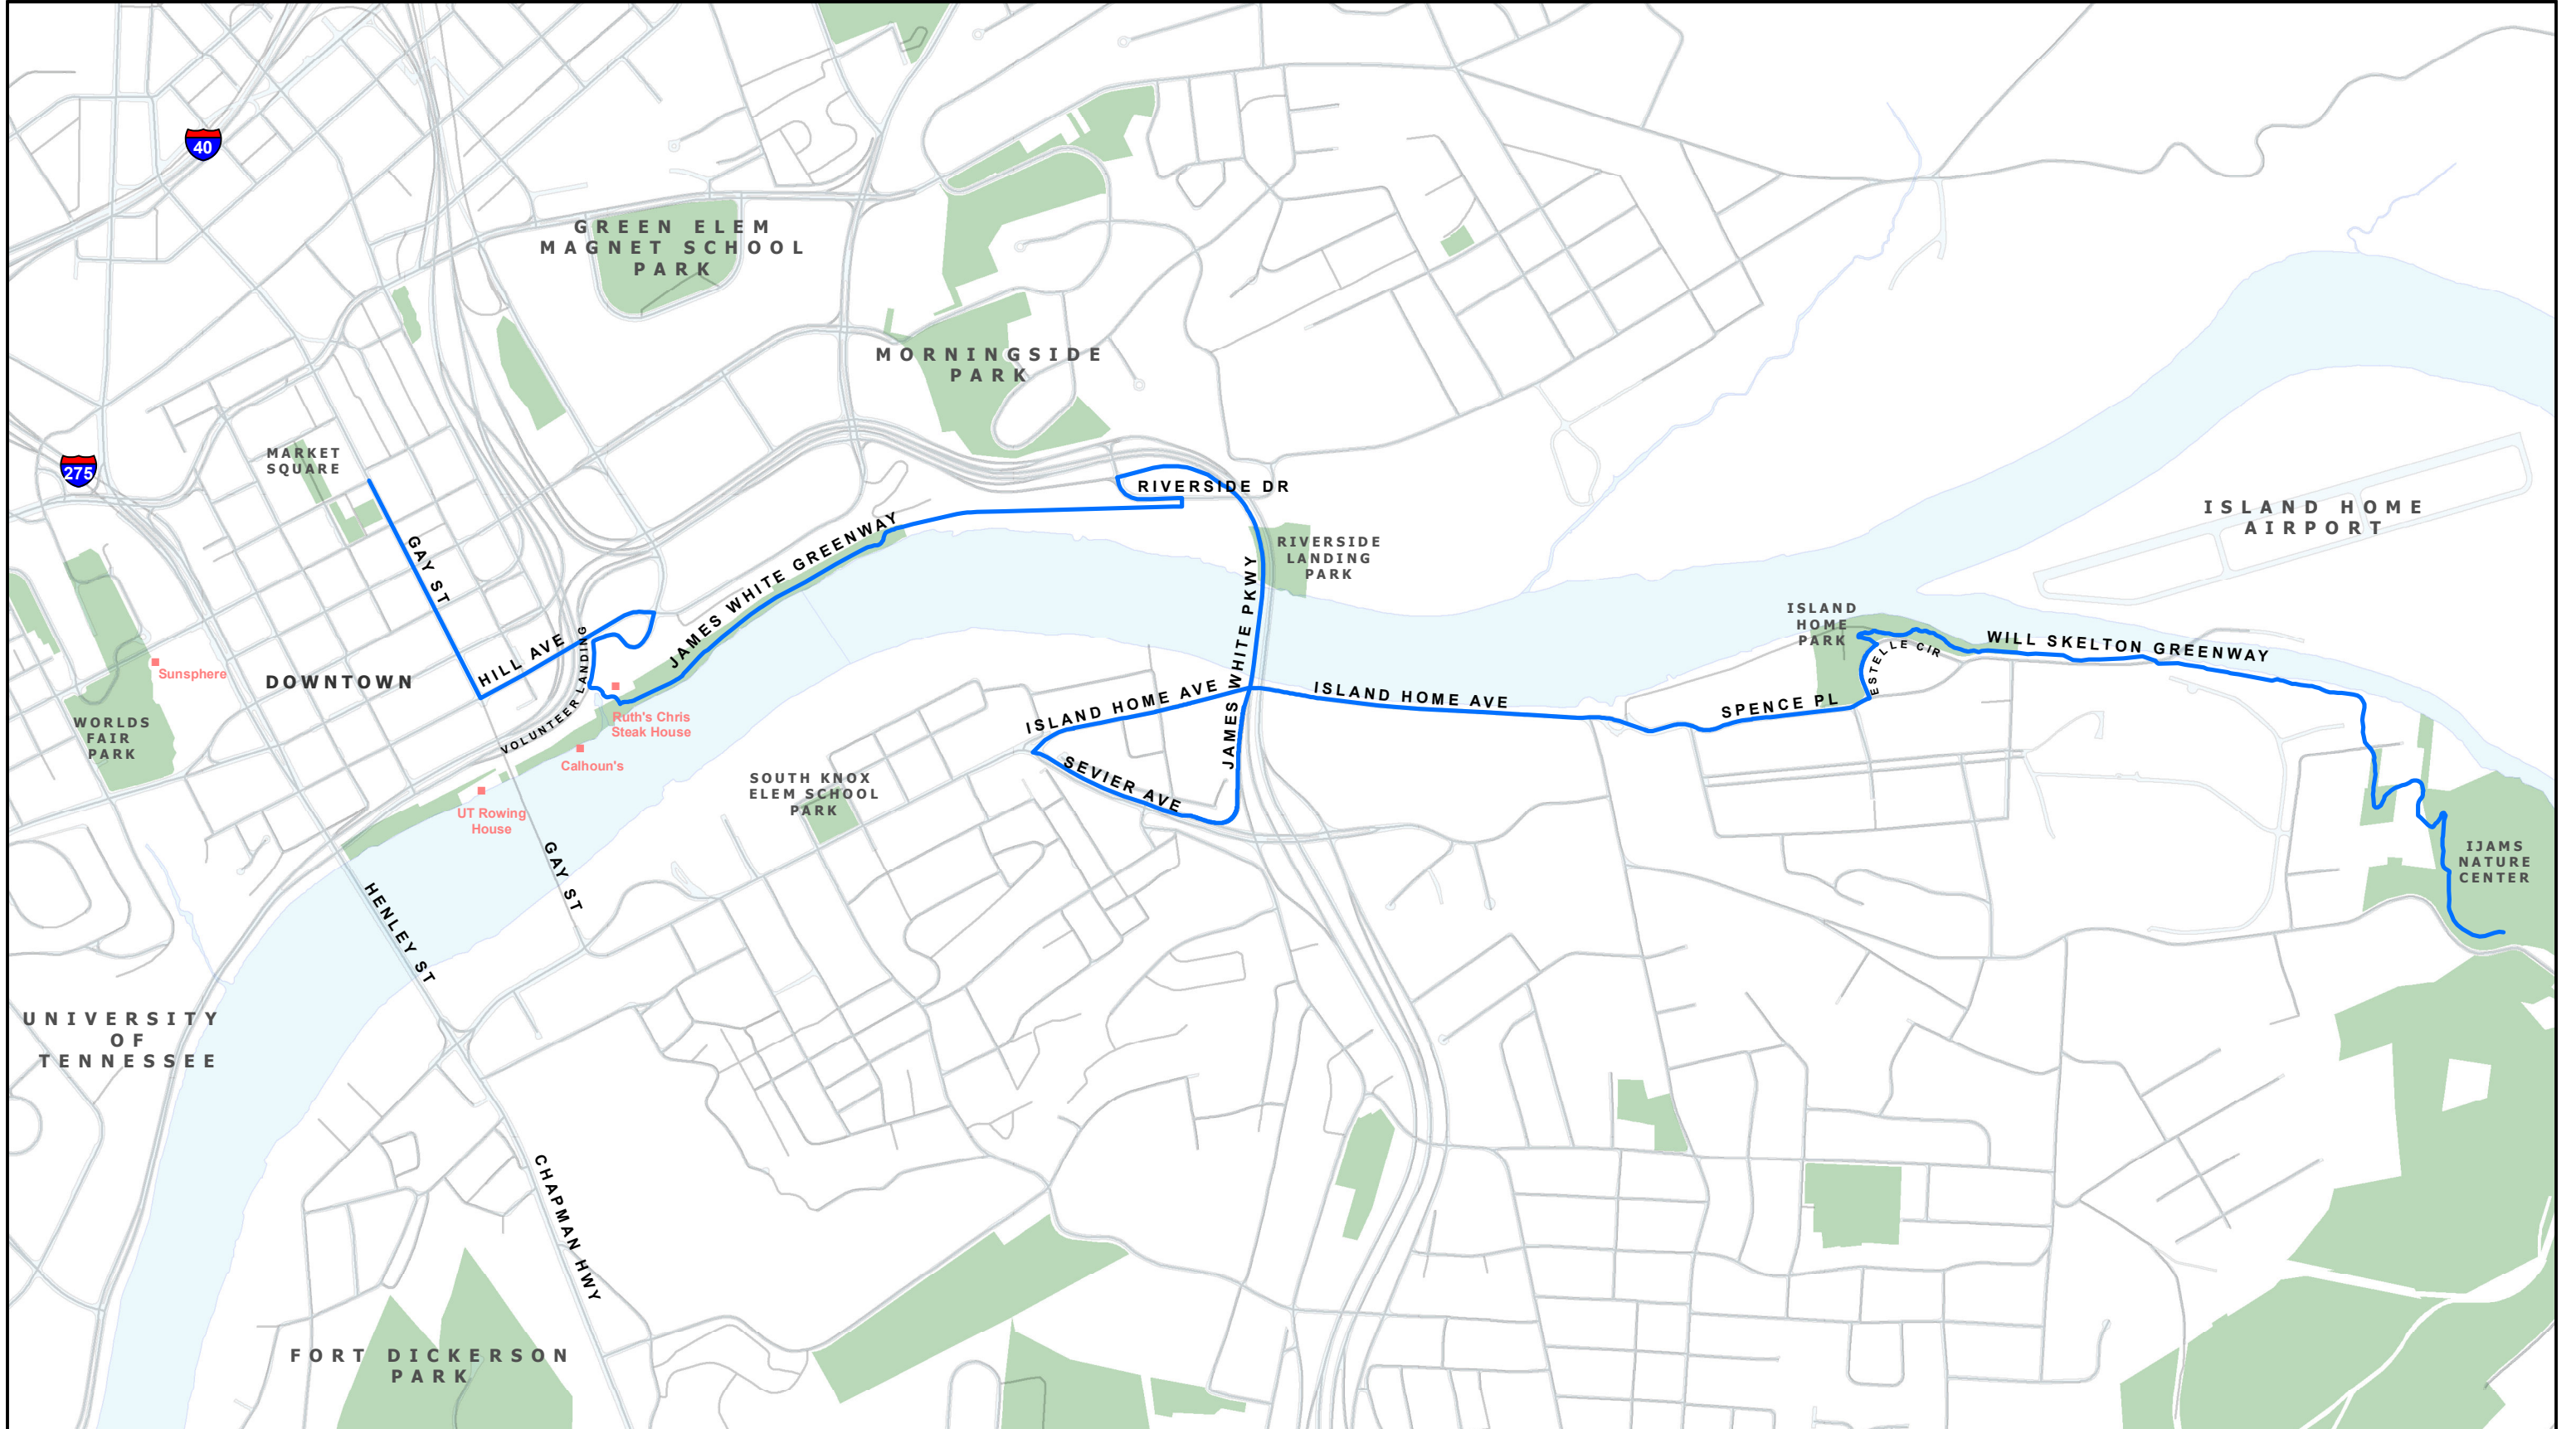 40
GREEN ELEM
MAGNET SCHOOL
PARK
MORNINGSIDE
PARK
MARKET
SQUARE
275
RIVERSIDE DR
ISLAND HOME
AIRPORT
GAY ST
JAMES WHITE GREENWAY
RIVERSIDE
LANDING
PARK
JAMES WHITE PKWY
ISLAND
HOME
PARK
WILL SKELTON GREENWAY
ESTELLE CIR
HILL AVE
VOLUNTEER LANDING
Sunsphere
DOWNTOWN
ISLAND HOME AVE
ISLAND HOME AVE
SPENCE PL
WORLDS
FAIR
PARK
Ruth's Chris
Steak House
Calhoun's
JAMES
SEVIER AVE
SOUTH KNOX
ELEM SCHOOL
PARK
UT Rowing
House
GAY ST
IJAMS
NATURE
CENTER
HENLEY ST
UNIVERSITY
OF
TENNESSEE
CHAPMAN HWY
FORT DICKERSON
PARK